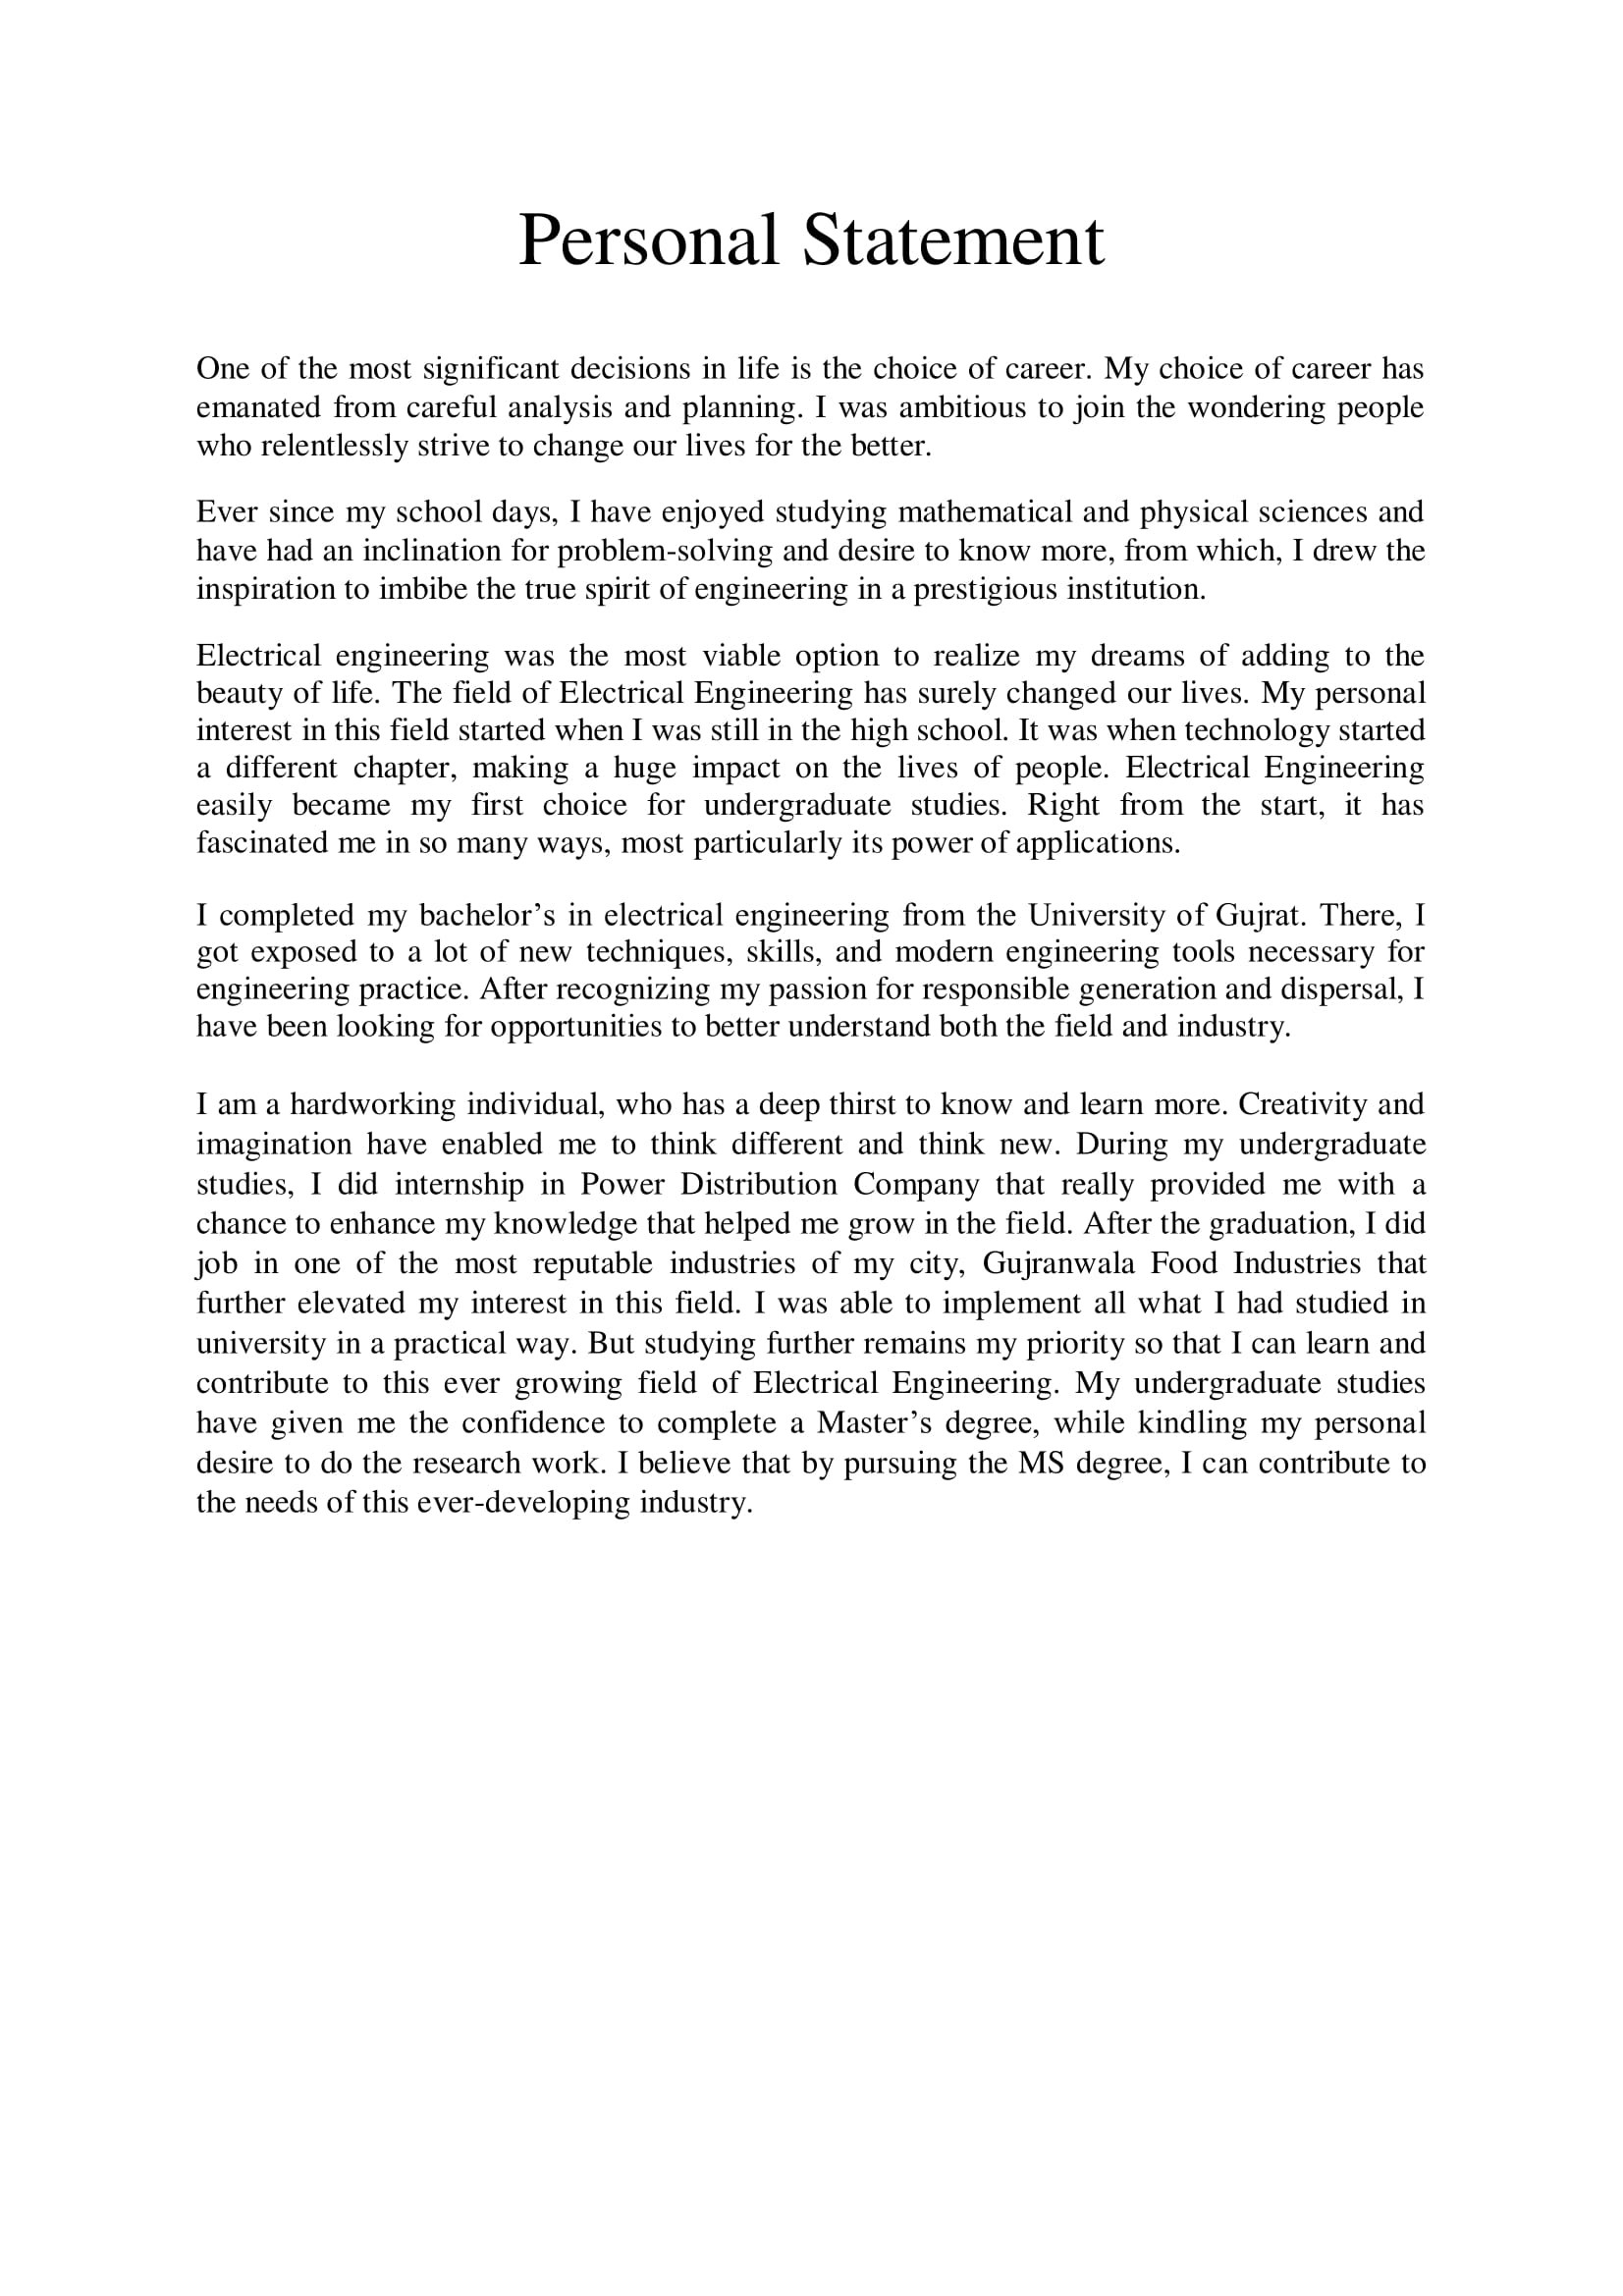 Personal Statement
One of the most significant decisions in life is the choice of career. My choice of career has
emanated from careful analysis and planning. I was ambitious to join the wondering people
who relentlessly strive to change our lives for the better.
Ever since my school days, I have enjoyed studying mathematical and physical sciences and
have had an inclination for problem-solving and desire to know more, from which, I drew the
inspiration to imbibe the true spirit of engineering in a prestigious institution.
Electrical engineering was the most viable option to realize my dreams of adding to the
beauty of life. The field of Electrical Engineering has surely changed our lives. My personal
interest in this field started when I was still in the high school. It was when technology started
a different chapter, making a huge impact on the lives of people. Electrical Engineering
easily became my first choice for undergraduate studies. Right from the start, it has
fascinated me in so many ways, most particularly its power of applications.
I completed my bachelor’s in electrical engineering from the University of Gujrat. There, I
got exposed to a lot of new techniques, skills, and modern engineering tools necessary for
engineering practice. After recognizing my passion for responsible generation and dispersal, I
have been looking for opportunities to better understand both the field and industry.
I am a hardworking individual, who has a deep thirst to know and learn more. Creativity and
imagination have enabled me to think different and think new. During my undergraduate
studies, I did internship in Power Distribution Company that really provided me with a
chance to enhance my knowledge that helped me grow in the field. After the graduation, I did
job in one of the most reputable industries of my city, Gujranwala Food Industries that
further elevated my interest in this field. I was able to implement all what I had studied in
university in a practical way. But studying further remains my priority so that I can learn and
contribute to this ever growing field of Electrical Engineering. My undergraduate studies
have given me the confidence to complete a Master’s degree, while kindling my personal
desire to do the research work. I believe that by pursuing the MS degree, I can contribute to
the needs of this ever-developing industry.